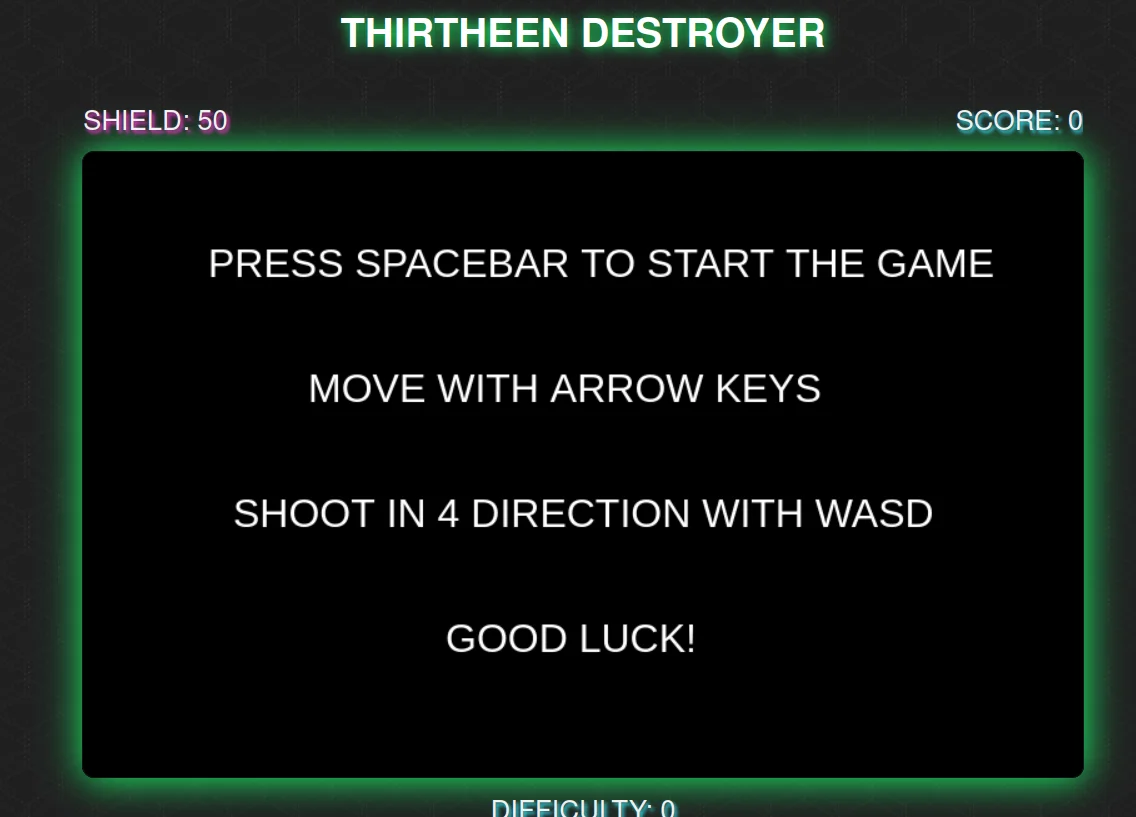 THIRTHEEN DESTROYER
SHIELD: 50
SCORE: 0
PRESS SPACEBAR TO START THE GAME
MOVE WITH ARROW KEYS
SHOOT IN 4 DIRECTION WITH WASD
GOOD LUCK!
DIFFICULTY: 0